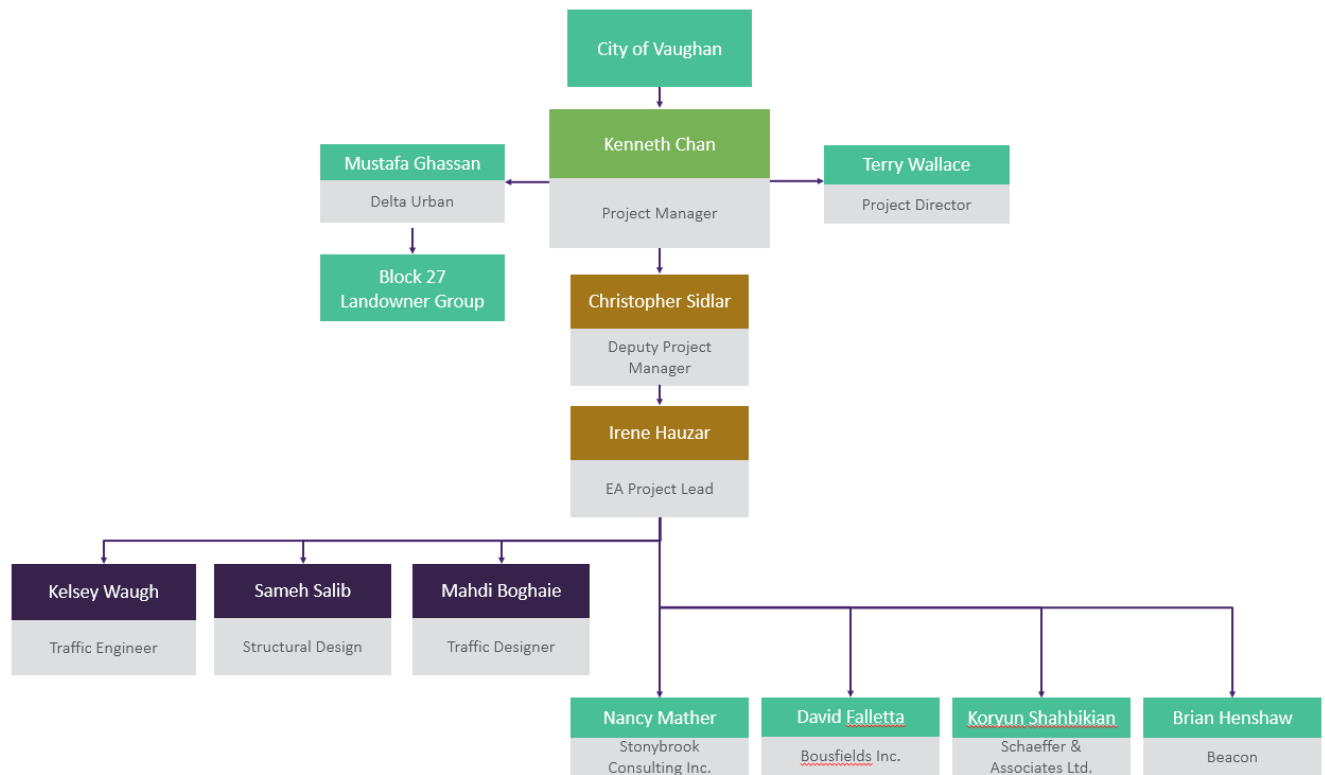 City of Vaughan
Kenneth Chan
Project Manager
Mustafa Ghassan
Delta Urban
Terry Wallace
Project Director
Block 27
Landowner Group
Christopher Sidlar
Deputy Project
Manager
Irene Hauzar
EA Project Lead
Kelsey Waugh
Traffic Engineer
Sameh Salib
Structural Design
Mahdi Boghaie
Traffic Designer
Nancy Mather
Stonybrook
Consulting Inc.
David Falletta
Bousfields Inc.
Koryun Shahbikian
Schaeffer &
Associates Ltd.
Brian Henshaw
Beacon